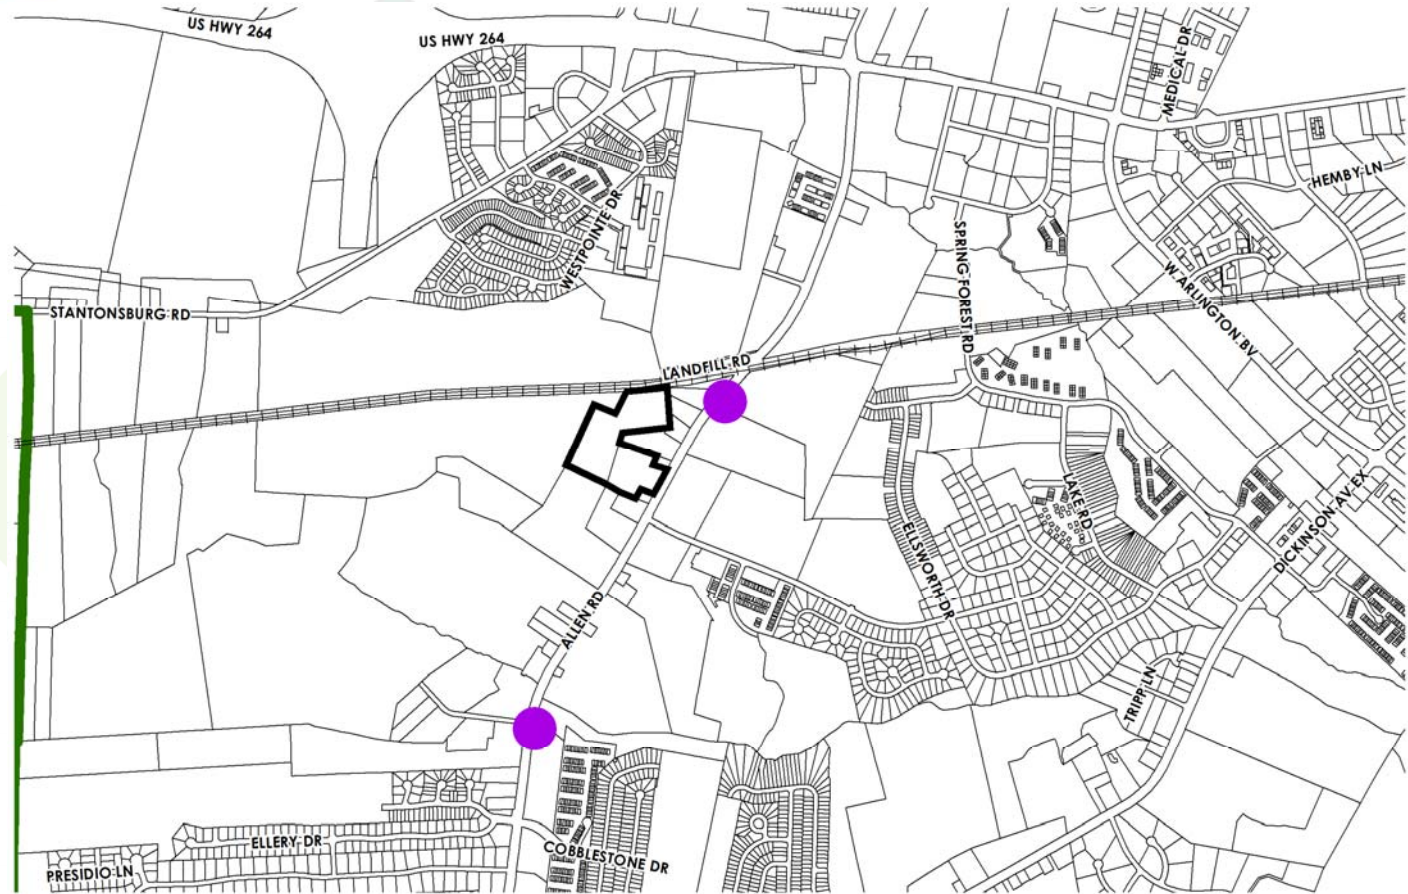 US HWY 264
US HWY 264
MEDICAL DR
HEMBY LN
WESTPOINTE DR
SPRING FOREST RD
W ARLINGTON BV
STANTONSBURG RD
LANDFILL RD
LAKE RD
DICKINSON AV EX
ELLSWORTH DR
ALLEN RD
TRIPP LN
ELLERY DR
COBBLESTONE DR
PRESIDIO LN